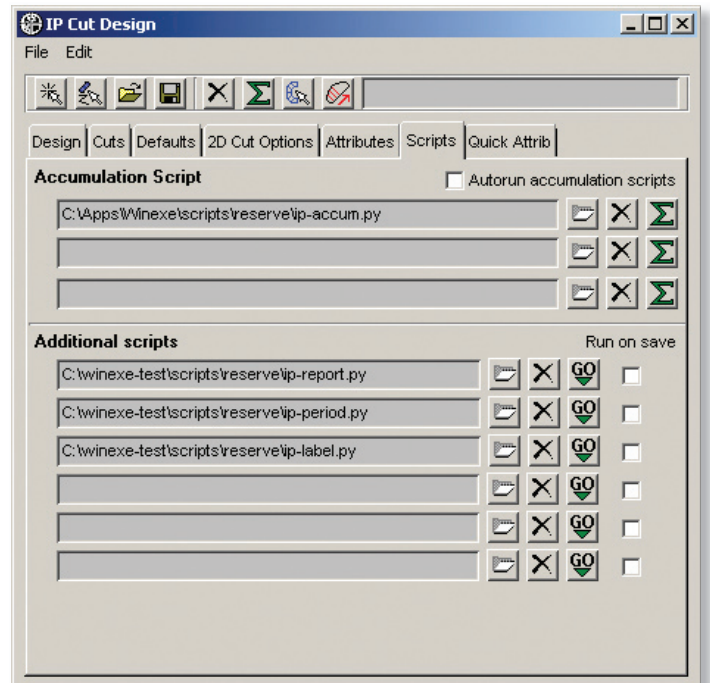 IP Cut Design
File Edit
Design Cuts Defaults 2D Cut Options Attributes Scripts Quick Attrib
Accumulation Script Autorun accumulation scripts
C:\Apps\Winexe\scripts\reserve\ip-accum.py
Additional scripts Run on save
C:\winexe-test\scripts\reserve\ip-report.py GO
C:\winexe-test\scripts\reserve\ip-period.py GO
C:\winexe-test\scripts\reserve\ip-label.py GO
GO
GO
GO